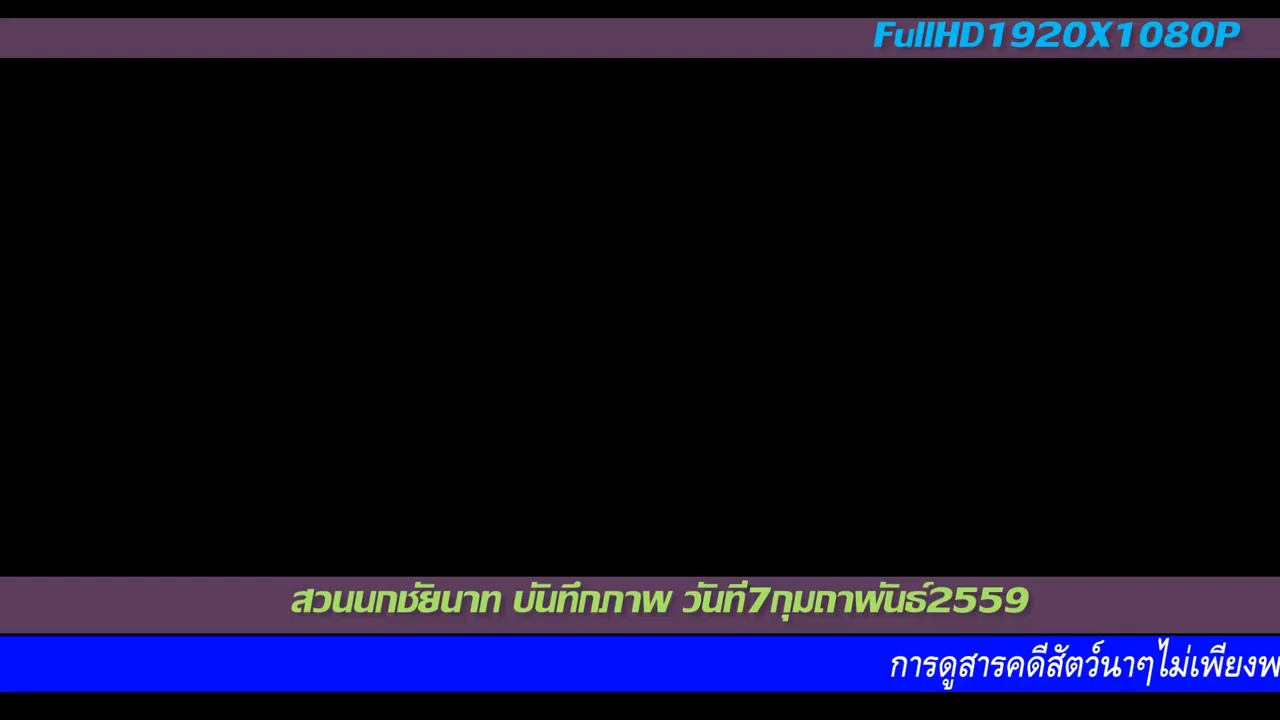 FullHD1920X1080P
สวนนกชัยนาท บันทึกภาพ วันที่7กุมภาพันธ์2559
การดูสารคดีสัตว์นาๆไม่เพียงพ